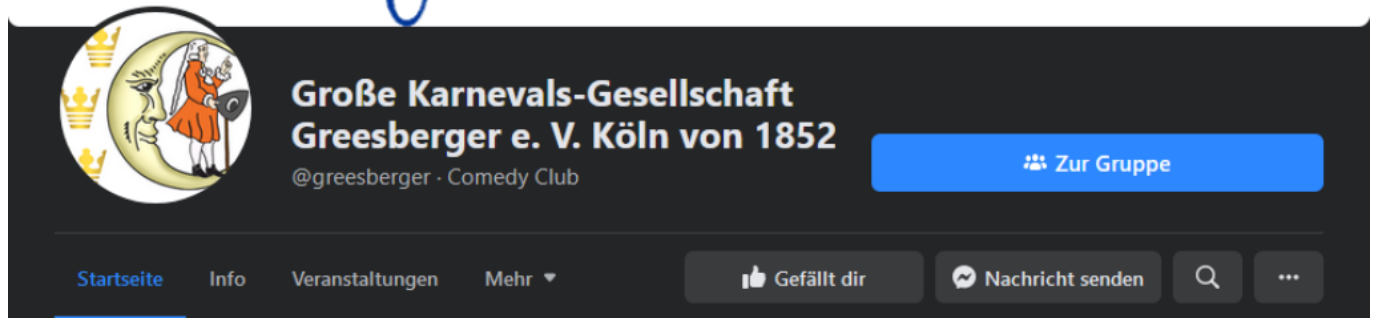 Große Karnevals-Gesellschaft
Greesberger e. V. Köln von 1852
@greesberger · Comedy Club
Zur Gruppe
Startseite Info Veranstaltungen Mehr Gefällt dir Nachricht senden